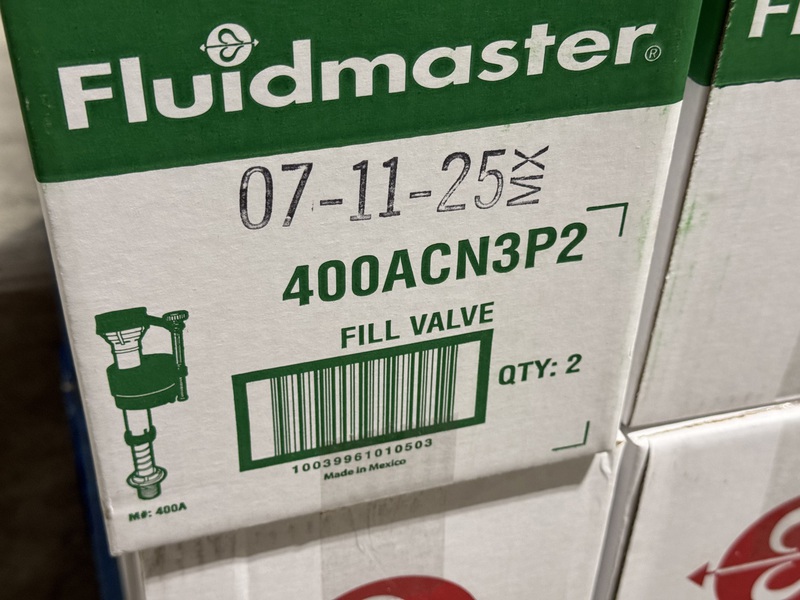 Fluidmaster®
07-11-25 MX
400ACN3P2
FILL VALVE
QTY: 2
10039961010503
Made in Mexico
M#: 400A